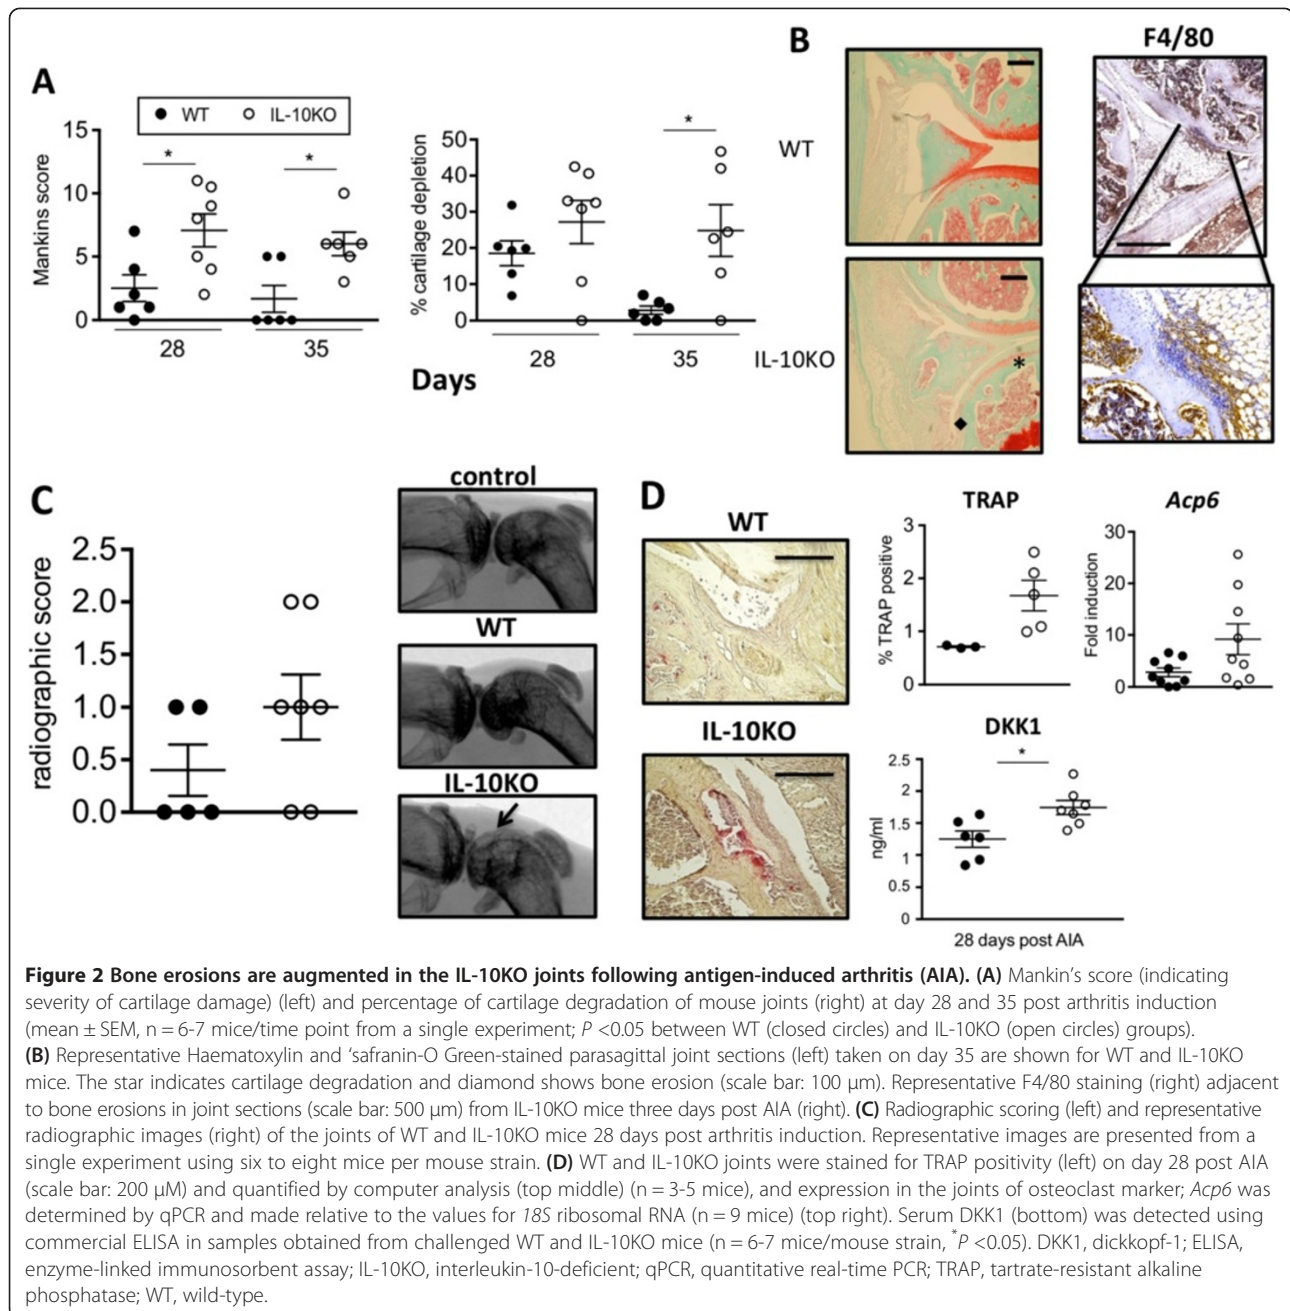 A
WT IL-10KO
Mankins score
15
10
5
0
*
*
28
35
% cartilage depletion
50
40
30
20
10
0
*
28
35
Days
B
WT
IL-10KO
*
F4/80
C
radiographic score
2.5
2.0
1.5
1.0
0.5
0.0
control
WT
IL-10KO
D
WT
IL-10KO
TRAP
% TRAP positive
3
2
1
0
Acp6
Fold induction
30
20
10
0
DKK1
ng/ml
2.5
2
1.5
1
0.5
0
*
28 days post AIA
Figure 2 Bone erosions are augmented in the IL-10KO joints following antigen-induced arthritis (AIA). (A) Mankin's score (indicating
severity of cartilage damage) (left) and percentage of cartilage degradation of mouse joints (right) at day 28 and 35 post arthritis induction
(mean ± SEM, n = 6-7 mice/time point from a single experiment; P <0.05 between WT (closed circles) and IL-10KO (open circles) groups).
(B) Representative Haematoxylin and 'safranin-O Green-stained parasagittal joint sections (left) taken on day 35 are shown for WT and IL-10KO
mice. The star indicates cartilage degradation and diamond shows bone erosion (scale bar: 100 μm). Representative F4/80 staining (right) adjacent
to bone erosions in joint sections (scale bar: 500 μm) from IL-10KO mice three days post AIA (right). (C) Radiographic scoring (left) and representative
radiographic images (right) of the joints of WT and IL-10KO mice 28 days post arthritis induction. Representative images are presented from a
single experiment using six to eight mice per mouse strain. (D) WT and IL-10KO joints were stained for TRAP positivity (left) on day 28 post AIA
(scale bar: 200 μM) and quantified by computer analysis (top middle) (n = 3-5 mice), and expression in the joints of osteoclast marker; Acp6 was
determined by qPCR and made relative to the values for 18S ribosomal RNA (n = 9 mice) (top right). Serum DKK1 (bottom) was detected using
commercial ELISA in samples obtained from challenged WT and IL-10KO mice (n = 6-7 mice/mouse strain, *P <0.05). DKK1, dickkopf-1; ELISA,
enzyme-linked immunosorbent assay; IL-10KO, interleukin-10-deficient; qPCR, quantitative real-time PCR; TRAP, tartrate-resistant alkaline
phosphatase; WT, wild-type.